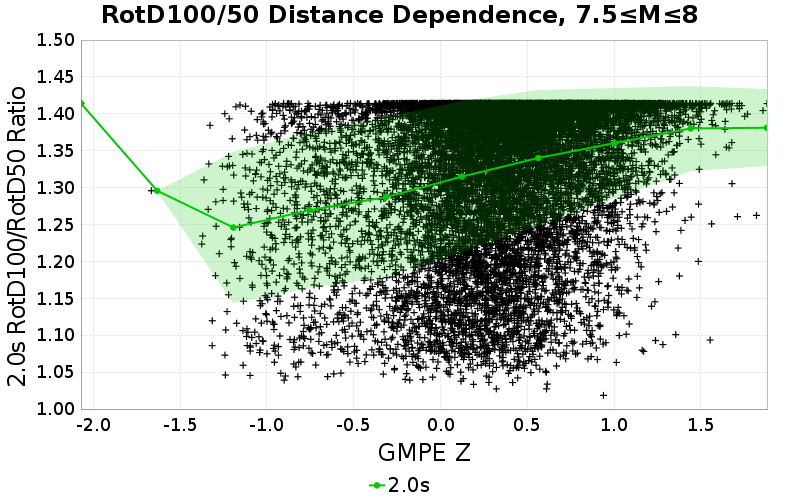 RotD100/50 Distance Dependence, 7.5≤M≤8
2.0s RotD100/RotD50 Ratio
1.50
1.45
1.40
1.35
1.30
1.25
1.20
1.15
1.10
1.05
1.00
-2.0 -1.5 -1.0 -0.5 0.0 0.5 1.0 1.5
GMPE Z
2.0s